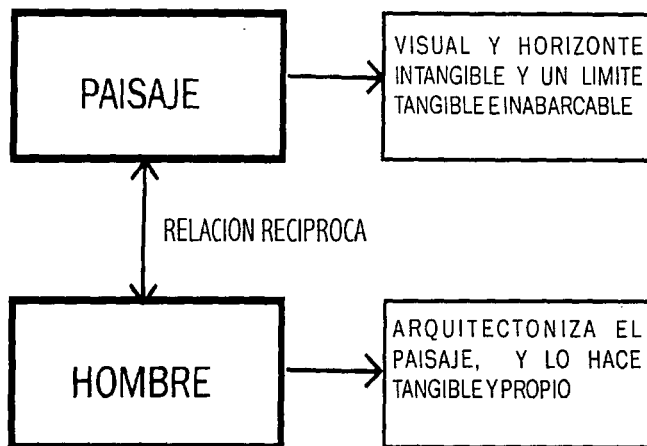 PAISAJE
VISUAL Y HORIZONTE
INTANGIBLE Y UN LIMITE
TANGIBLE E INABARCABLE
RELACION RECIPROCA
HOMBRE
ARQUITECTONIZA EL
PAISAJE, Y LO HACE
TANGIBLE Y PROPIO